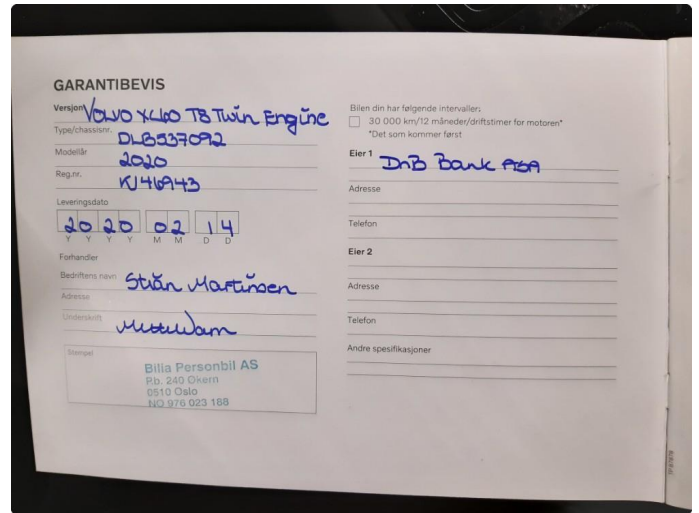 GARANTIBEVIS
Versjon Volvo XC60 T8 Twin Engine
Type/chassisnr. DLB537092
Modellår 2020
Reg.nr.
Leveringsdato
2020 02 14
Y Y Y Y M M D D
Forhandler
Bedriftens navn Stian Martinsen
Adresse
Underskrift
Stempel
Bilia Personbil AS
P.b. 240 Økern
0510 Oslo
NO 976 023 188
Bilen din har følgende intervaller:
30 000 km/12 måneder/driftstimer for motoren*
*Det som kommer først
Eier 1 DnB Bank ASA
Adresse
Telefon
Eier 2
Adresse
Telefon
Andre spesifikasjoner